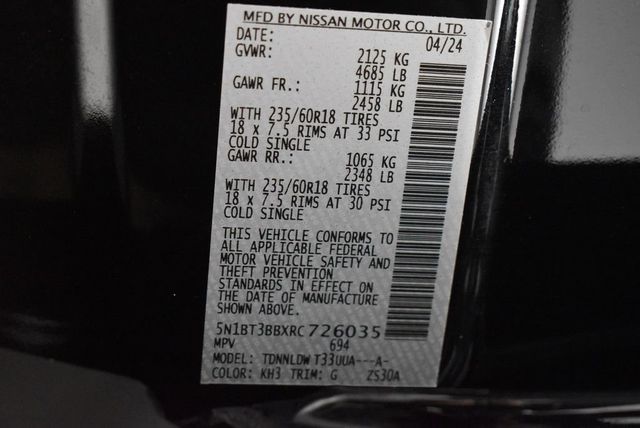 MFD BY NISSAN MOTOR CO., LTD.
DATE: 04/24
GVWR: 2125 KG
4685 LB
GAWR FR.: 1115 KG
2458 LB
WITH 235/60R18 TIRES
18 x 7.5 RIMS AT 33 PSI
COLD SINGLE
GAWR RR.: 1065 KG
2348 LB
WITH 235/60R18 TIRES
18 x 7.5 RIMS AT 30 PSI
COLD SINGLE
THIS VEHICLE CONFORMS TO
ALL APPLICABLE FEDERAL
MOTOR VEHICLE SAFETY AND
THEFT PREVENTION
STANDARDS IN EFFECT ON
THE DATE OF MANUFACTURE
SHOWN ABOVE.
5N1BT3BBXRC726035
MPV 694
MODEL: TDNNLDW T33UUA---A-
COLOR: KH3 TRIM: G ZS30A